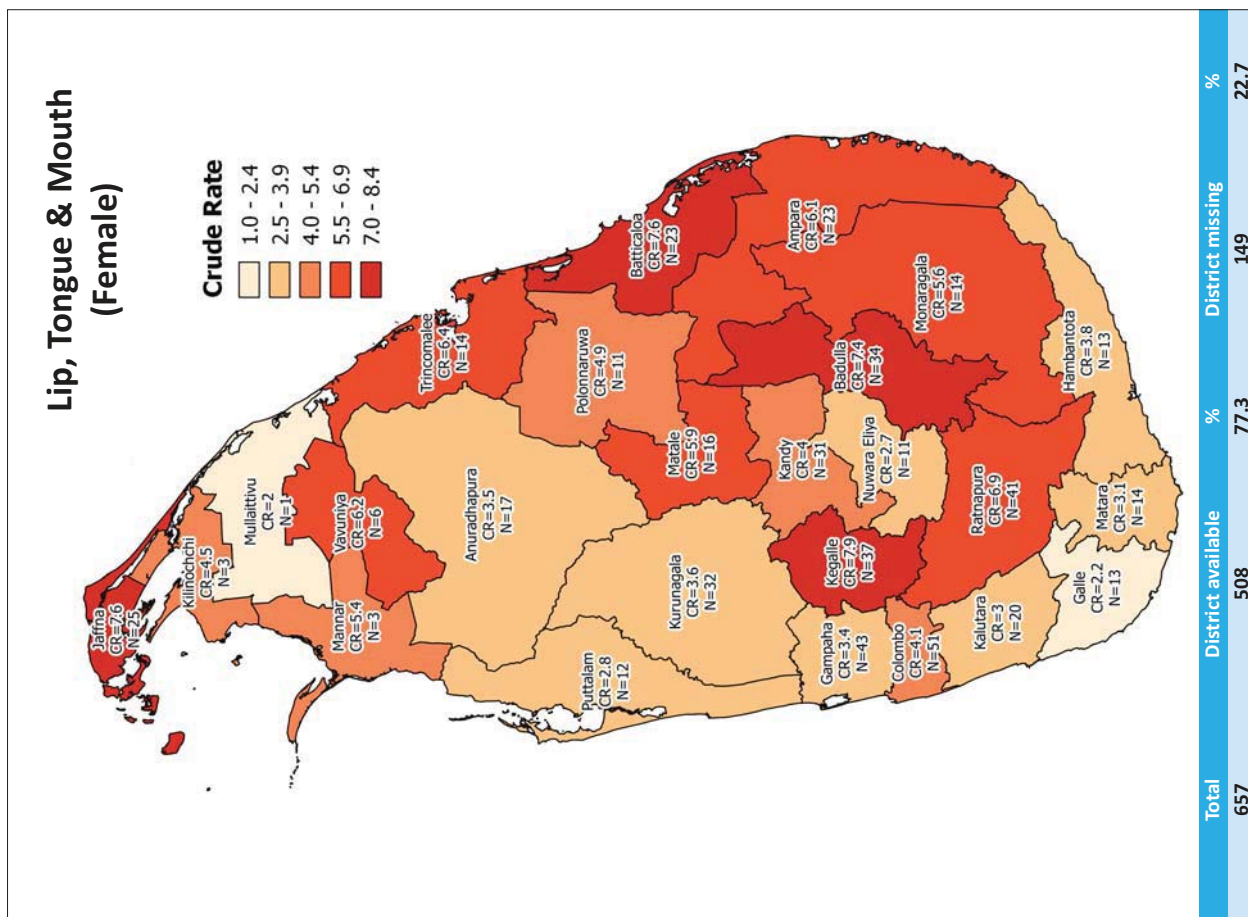 Lip, Tongue & Mouth
(Female)
Crude Rate
1.0 - 2.4
2.5 - 3.9
4.0 - 5.4
5.5 - 6.9
7.0 - 8.4
Jaffna
CR=7.6
N=25
Kilinochchi
CR=4.5
N=3
Mullaittivu
CR=2
N=1
Mannar
CR=5.4
N=3
Vavuniya
CR=6.2
N=6
Trincomalee
CR=6.4
N=14
Anuradhapura
CR=3.5
N=17
Polonnaruwa
CR=4.9
N=11
Puttalam
CR=2.8
N=12
Kurunagala
CR=3.6
N=32
Matale
CR=5.9
N=16
Batticaloa
CR=7.6
N=23
Kandy
CR=4
N=31
Ampara
CR=6.1
N=23
Gampaha
CR=3.4
N=43
Kegalle
CR=7.9
N=37
Nuwara Eliya
CR=2.7
N=11
Badulla
CR=7.4
N=34
Monaragala
CR=5.6
N=14
Colombo
CR=4.1
N=51
Ratnapura
CR=6.9
N=41
Kalutara
CR=3
N=20
Galle
CR=2.2
N=13
Matara
CR=3.1
N=14
Hambantota
CR=3.8
N=13
Total District available % District missing %
657 508 77.3 149 22.7